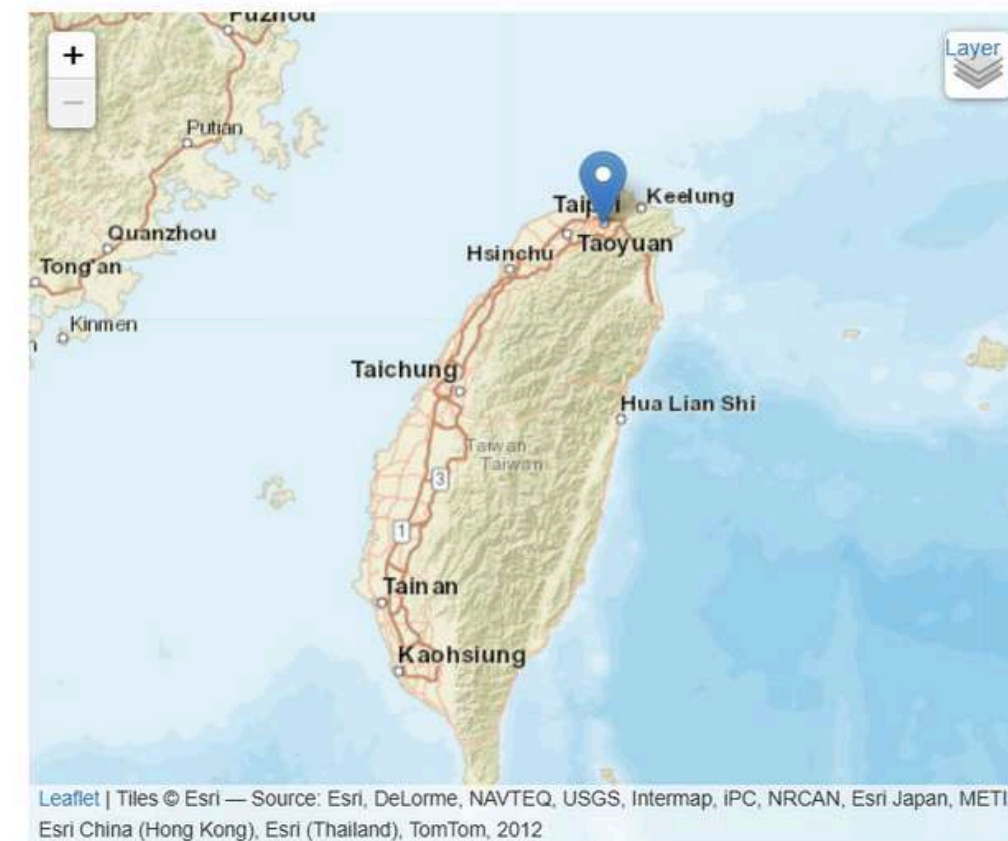 Fuzhou
+
Layer
−
Putian
Keelung
Taipei
Quanzhou
Taoyuan
Hsinchu
Tong'an
Kinmen
Taichung
Hua Lian Shi
Taiwan
Taiwan
3
1
Tainan
Kaohsiung
Leaflet | Tiles © Esri — Source: Esri, DeLorme, NAVTEQ, USGS, Intermap, iPC, NRCAN, Esri Japan, METI
Esri China (Hong Kong), Esri (Thailand), TomTom, 2012